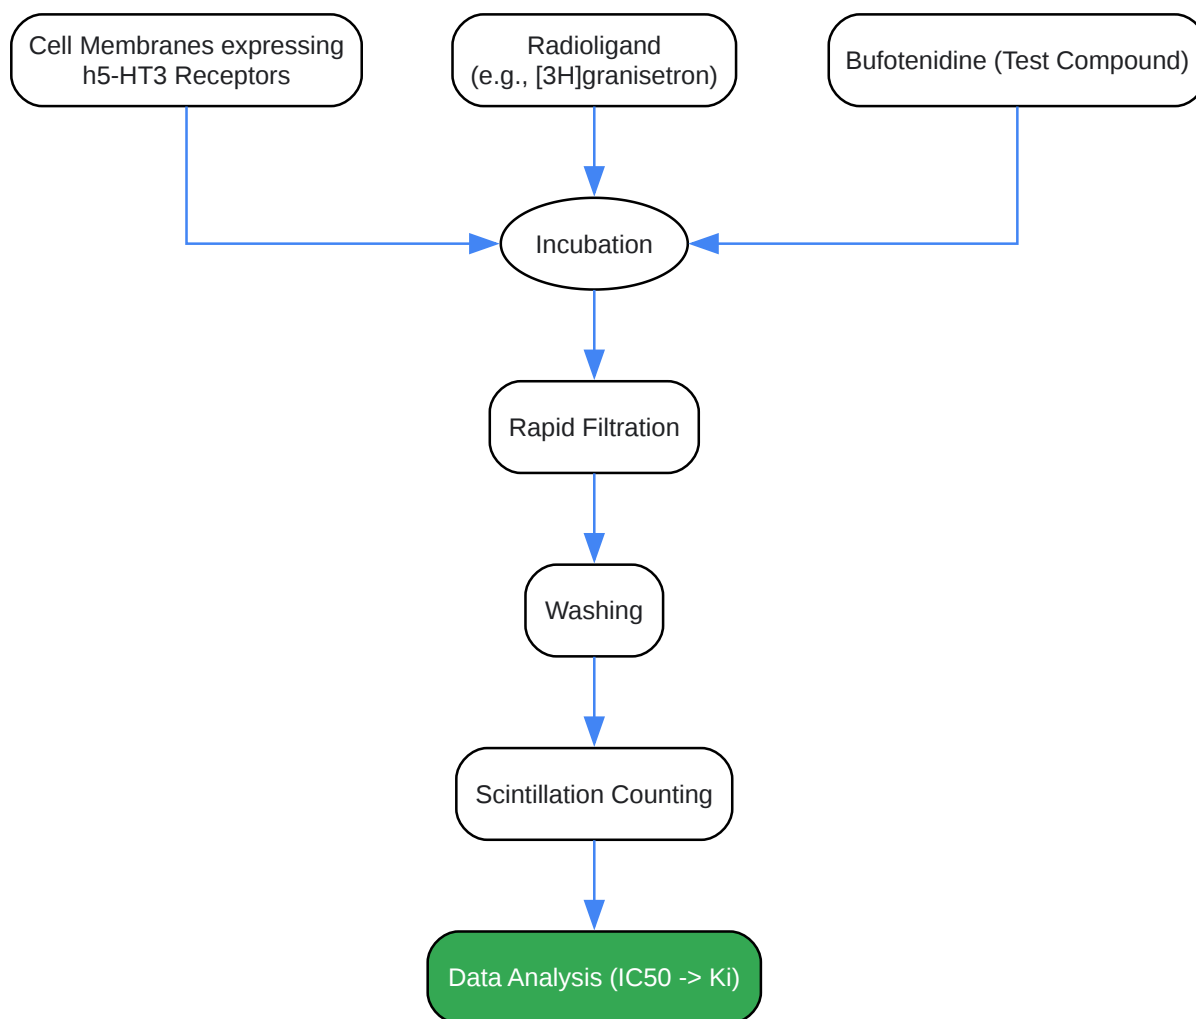 Cell Membranes expressing
h5-HT3 Receptors
Radioligand
(e.g., [3H]granisetron)
Bufotenidine (Test Compound)
Incubation
Rapid Filtration
Washing
Scintillation Counting
Data Analysis (IC50 -> Ki)